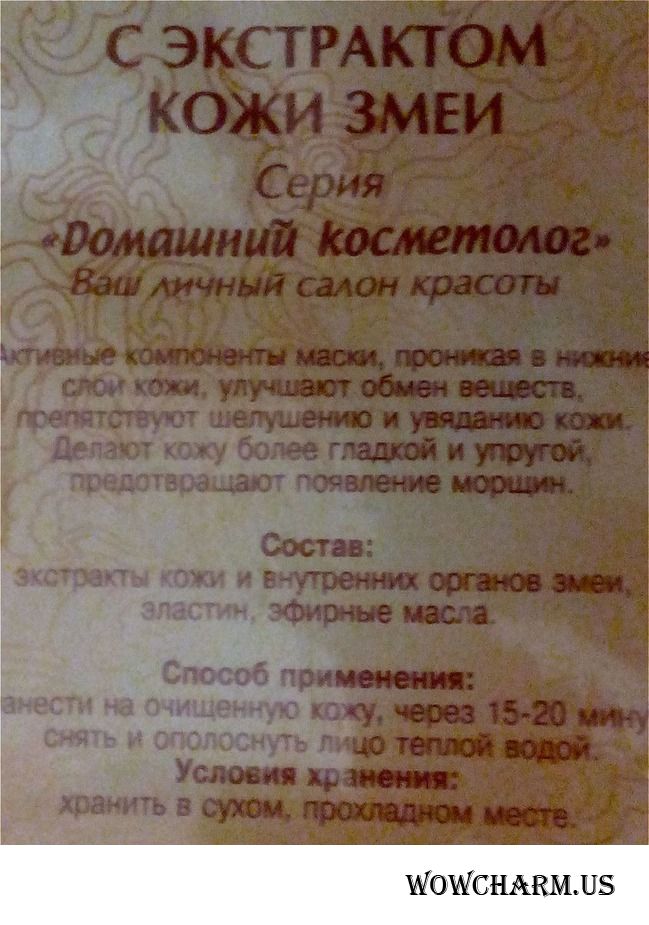 С ЭКСТРАКТОМ
КОЖИ ЗМЕИ
Серия
«Домашний косметолог»
Ваш личный салон красоты
Активные компоненты маски, проникая в нижние
слои кожи, улучшают обмен веществ,
препятствуют шелушению и увяданию кожи.
Делают кожу более гладкой и упругой,
предотвращают появление морщин.
Состав:
экстракты кожи и внутренних органов змеи,
эластин, эфирные масла.
Способ применения:
анести на очищенную кожу, через 15-20 мину
снять и ополоснуть лицо теплой водой.
Условия хранения:
хранить в сухом, прохладном месте.
WOWCHARM.US